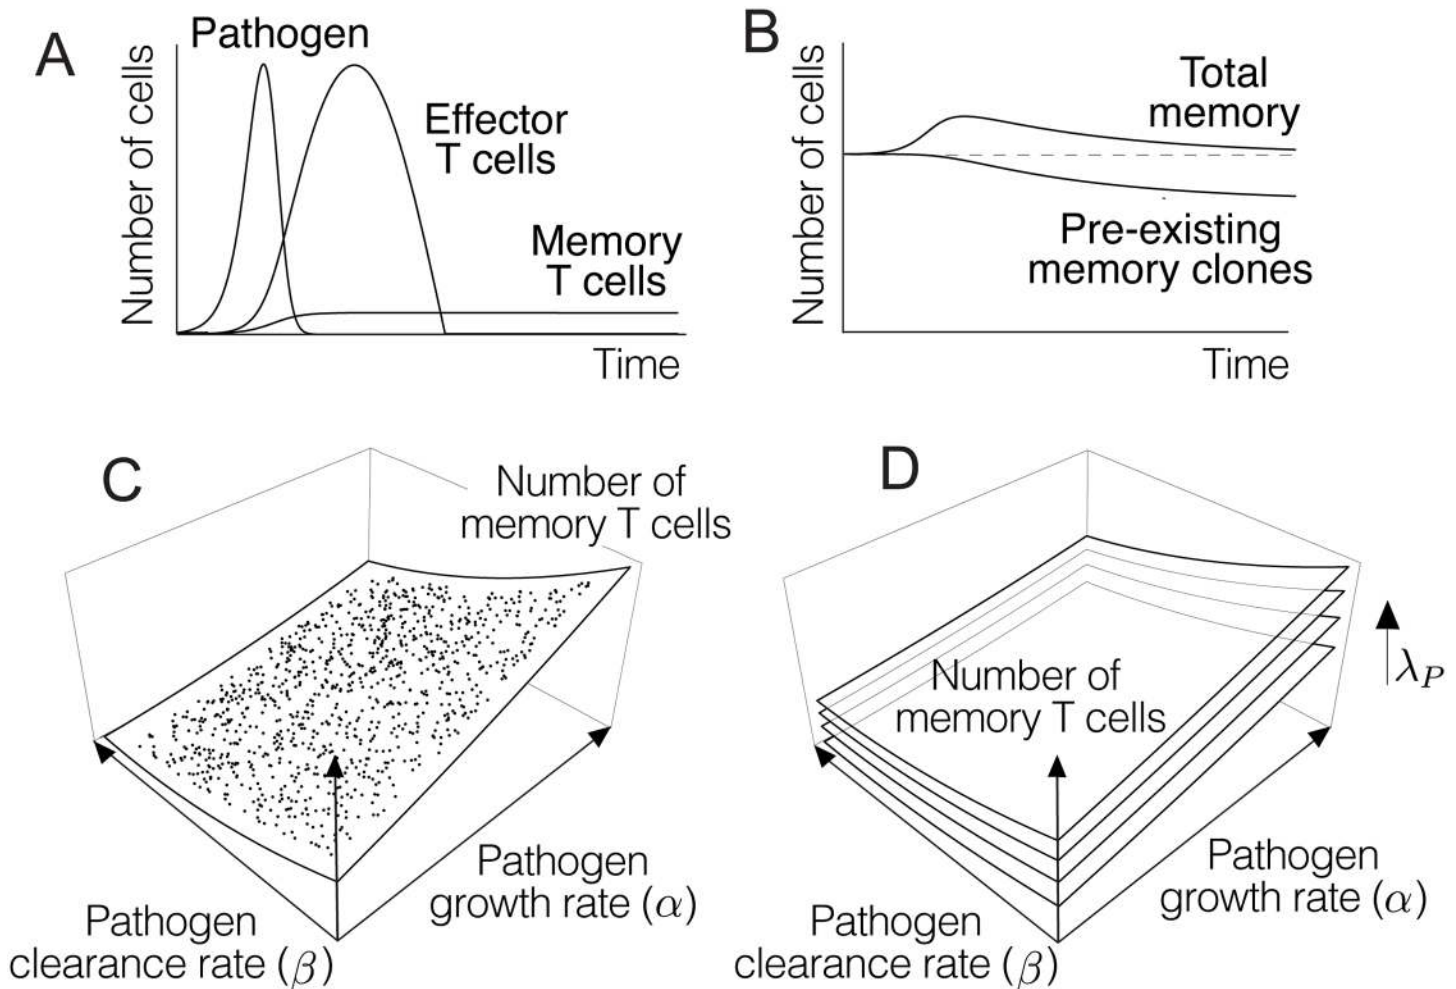 A
Number of cells
Pathogen
Effector
T cells
Memory
T cells
Time
B
Number of cells
Total
memory
Pre-existing
memory clones
Time
C
Number of
memory T cells
Pathogen
growth rate (α)
Pathogen
clearance rate (β)
D
Number of
memory T cells
λP
Pathogen
growth rate (α)
Pathogen
clearance rate (β)